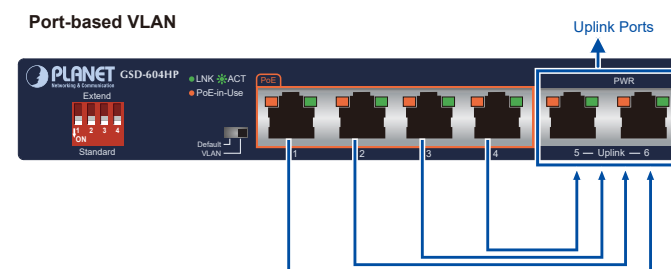 Port-based VLAN
Uplink Ports
PLANET
Networking & Communication
GSD-604HP
LNK ACT
PoE-in-Use
PoE
PWR
Extend
1 2 3 4
ON
Standard
Default
VLAN
1 2 3 4
5 — Uplink — 6